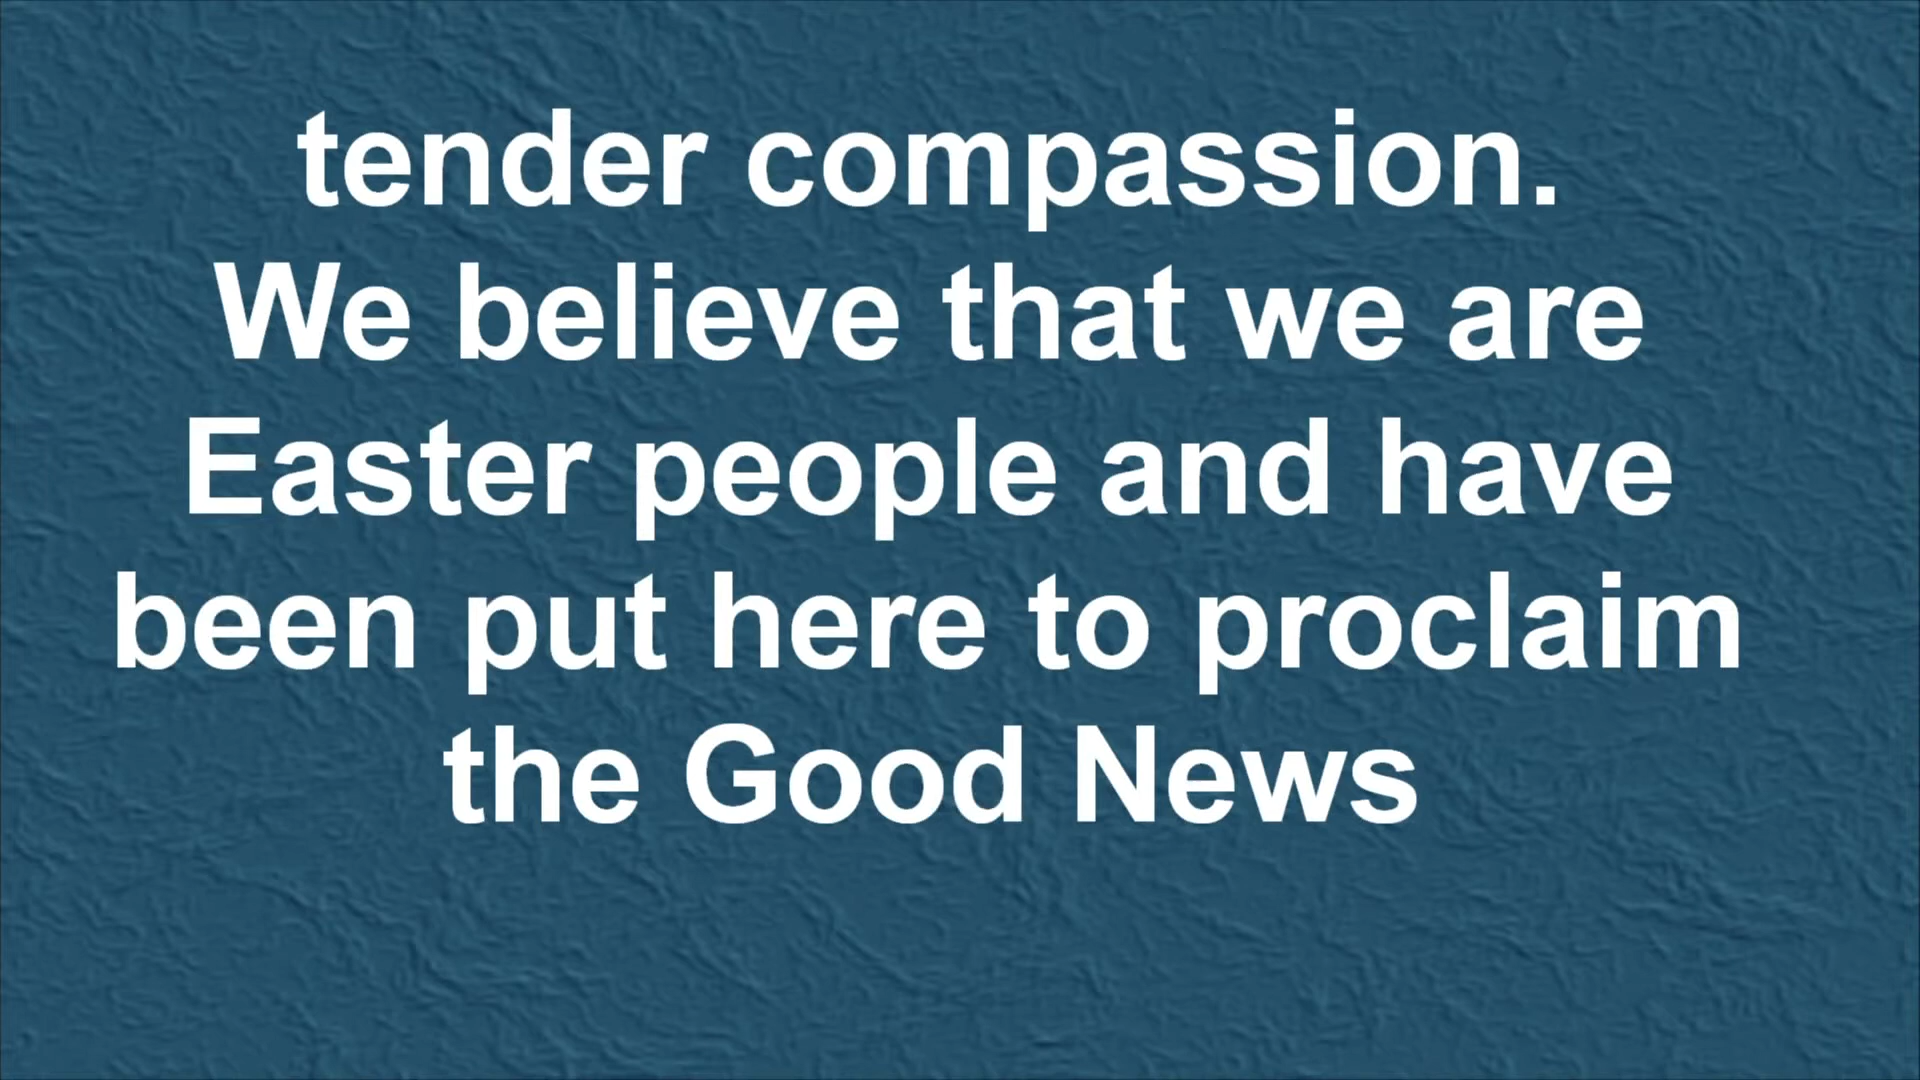 tender compassion.
We believe that we are
Easter people and have
been put here to proclaim
the Good News